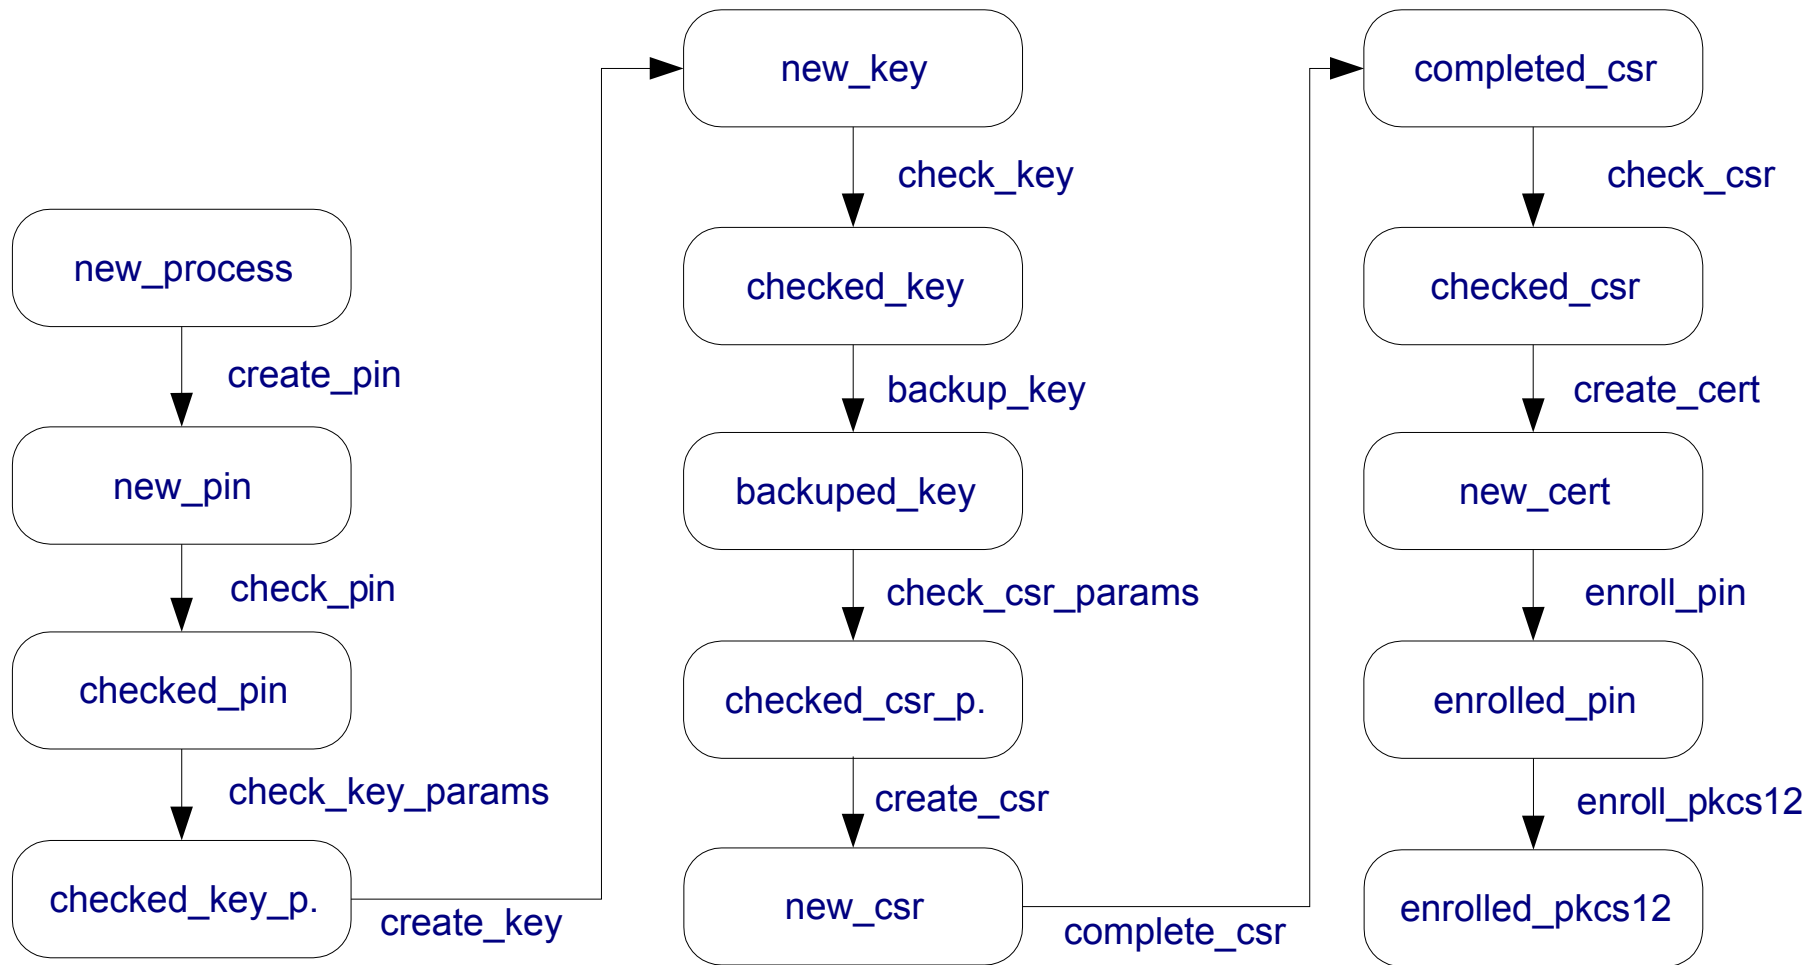 new_process
create_pin
new_pin
check_pin
checked_pin
check_key_params
checked_key_p.
create_key
new_key
check_key
checked_key
backup_key
backuped_key
check_csr_params
checked_csr_p.
create_csr
new_csr
complete_csr
completed_csr
check_csr
checked_csr
create_cert
new_cert
enroll_pin
enrolled_pin
enroll_pkcs12
enrolled_pkcs12